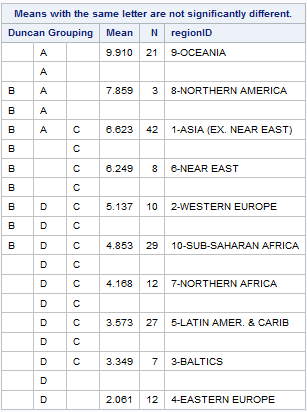 Means with the same letter are not significantly different.
Duncan Grouping Mean N regionID
A 9.910 21 9-OCEANIA
A
B A 7.859 3 8-NORTHERN AMERICA
B A
B A C 6.623 42 1-ASIA (EX. NEAR EAST)
B C
B C 6.249 8 6-NEAR EAST
B C
B D C 5.137 10 2-WESTERN EUROPE
B D C
B D C 4.853 29 10-SUB-SAHARAN AFRICA
D C
D C 4.168 12 7-NORTHERN AFRICA
D C
D C 3.573 27 5-LATIN AMER. & CARIB
D C
D C 3.349 7 3-BALTICS
D
D 2.061 12 4-EASTERN EUROPE